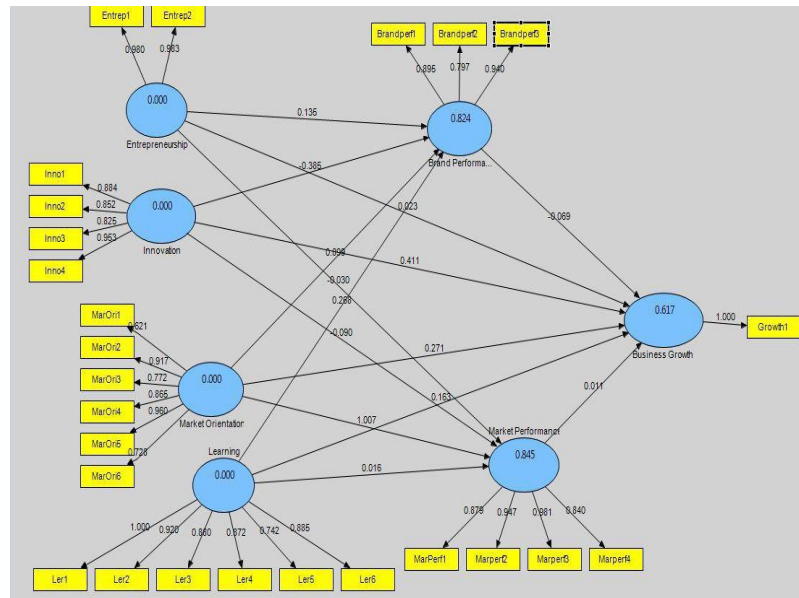 Entrep1
Entrep2
0.980
0.983
0.000
Entrepreneurship
Brandperf1
Brandperf2
Brandperf3
0.895
0.797
0.940
0.824
Brand Performa...
0.135
-0.385
Inno1
Inno2
Inno3
Inno4
0.884
0.852
0.825
0.953
0.000
Innovation
0.023
-0.069
0.099
-0.030
0.411
0.268
-0.090
0.617
Business Growth
1.000
Growth1
MarOri1
MarOri2
MarOri3
MarOri4
MarOri5
MarOri6
0.621
0.917
0.772
0.865
0.960
0.728
0.000
Market Orientation
0.271
0.163
0.011
1.007
Market Performance
0.845
Learning
0.000
0.016
0.879
0.947
0.981
0.840
MarPerf1
Marperf2
Marperf3
Marperf4
1.000
0.920
0.742
0.885
Ler1
Ler2
Ler3
Ler4
Ler5
Ler6